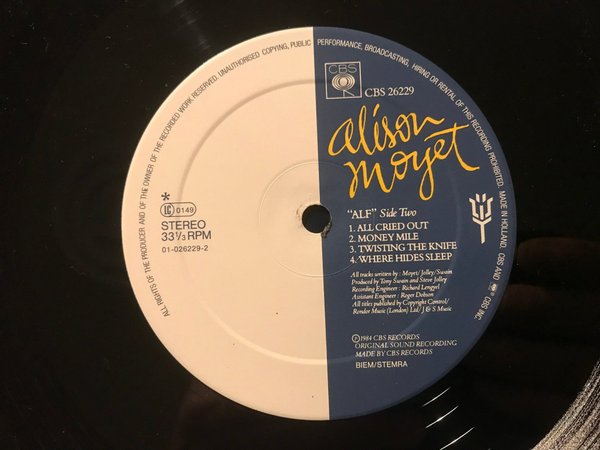 ALL RIGHTS OF THE PRODUCER AND OF THE OWNER OF THE RECORDED WORK RESERVED. UNAUTHORISED COPYING, PUBLIC PERFORMANCE, BROADCASTING, HIRING OR RENTAL OF THIS RECORDING PROHIBITED. MADE IN HOLLAND. CBS AND CBS INC.
CBS
CBS 26229
alison
moyet
"ALF" Side Two
1. ALL CRIED OUT
2. MONEY MILE
3. TWISTING THE KNIFE
4. WHERE HIDES SLEEP
All tracks written by : Moyet/ Jolley/Swain
Produced by Tony Swain and Steve Jolley
Recording Engineer : Richard Lengyel
Assistant Engineer : Roger Dobson
All titles published by Copyright Control/
Rendor Music (London) Ltd/ J & S Music
Ⓟ1984 CBS RECORDS
ORIGINAL SOUND RECORDING
MADE BY CBS RECORDS
BIEM/STEMRA
*
LC 0149
STEREO
33⅓ RPM
01-026229-2